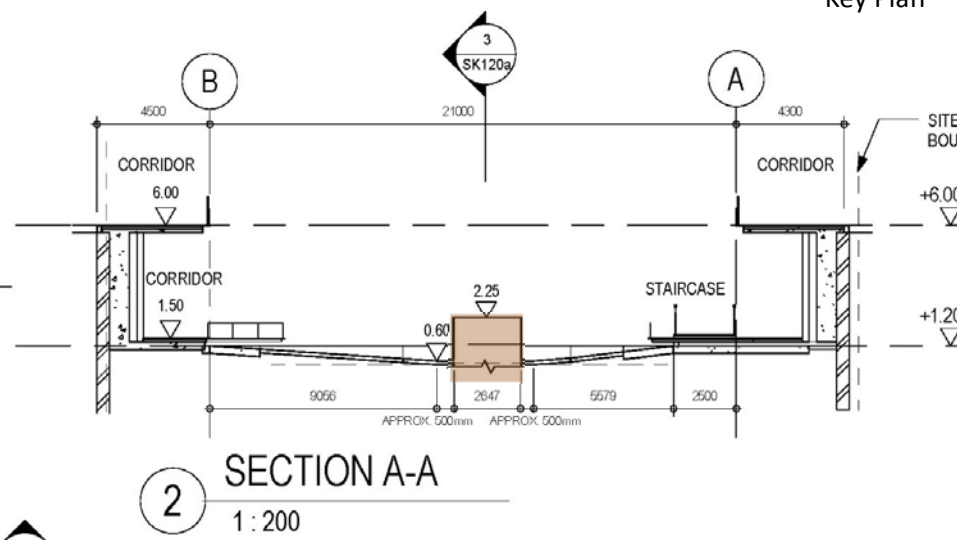 Key Plan
3
SK120a
B
A
4500
21000
4300
SITE
BOU
CORRIDOR
CORRIDOR
6.00
+6.00
CORRIDOR
1.50
2.25
STAIRCASE
0.60
+1.20
9056
2647
5579
2500
APPROX. 500mm
APPROX. 500mm
2
SECTION A-A
1 : 200